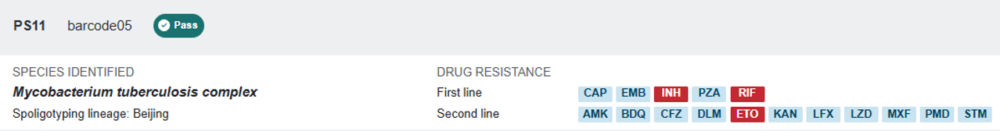 PS11 barcode05 Pass
SPECIES IDENTIFIED
Mycobacterium tuberculosis complex
Spoligotyping lineage: Beijing
DRUG RESISTANCE
First line CAP EMB INH PZA RIF
Second line AMK BDQ CFZ DLM ETO KAN LFX LZD MXF PMD STM